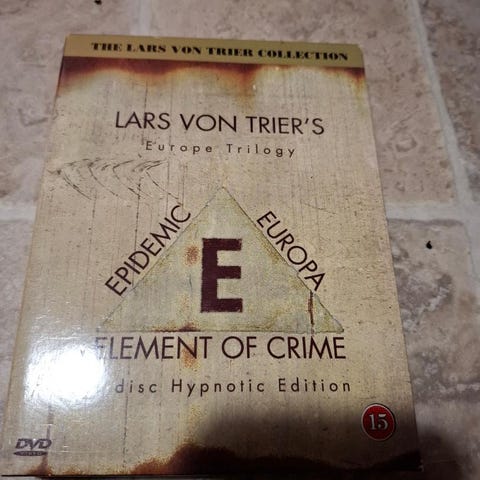 THE LARS VON TRIER COLLECTION
LARS VON TRIER'S
Europe Trilogy
EPIDEMIC
EUROPA
E
ELEMENT OF CRIME
disc Hypnotic Edition
DVD
15